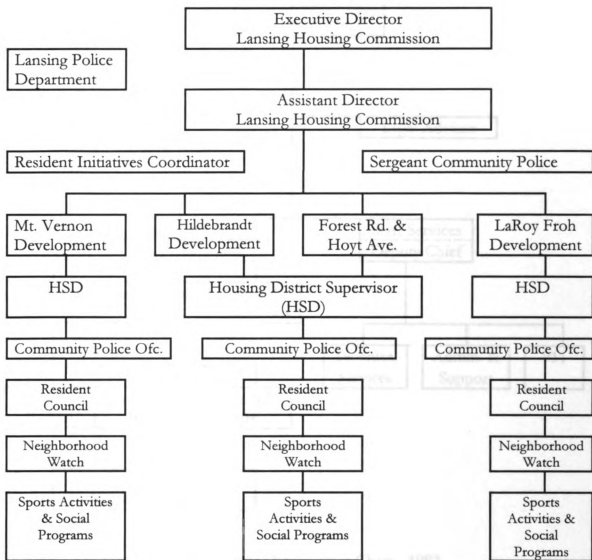 Executive Director
Lansing Housing Commission
Lansing Police
Department
Assistant Director
Lansing Housing Commission
Resident Initiatives Coordinator
Sergeant Community Police
Mt. Vernon
Development
Hildebrandt
Development
Forest Rd. &
Hoyt Ave.
LaRoy Froh
Development
HSD
Housing District Supervisor
(HSD)
HSD
Community Police Ofc.
Community Police Ofc.
Community Police Ofc.
Resident
Council
Resident
Council
Resident
Council
Neighborhood
Watch
Neighborhood
Watch
Neighborhood
Watch
Sports Activities
& Social
Programs
Sports
Activities &
Social Programs
Sports
Activities &
Social
Programs